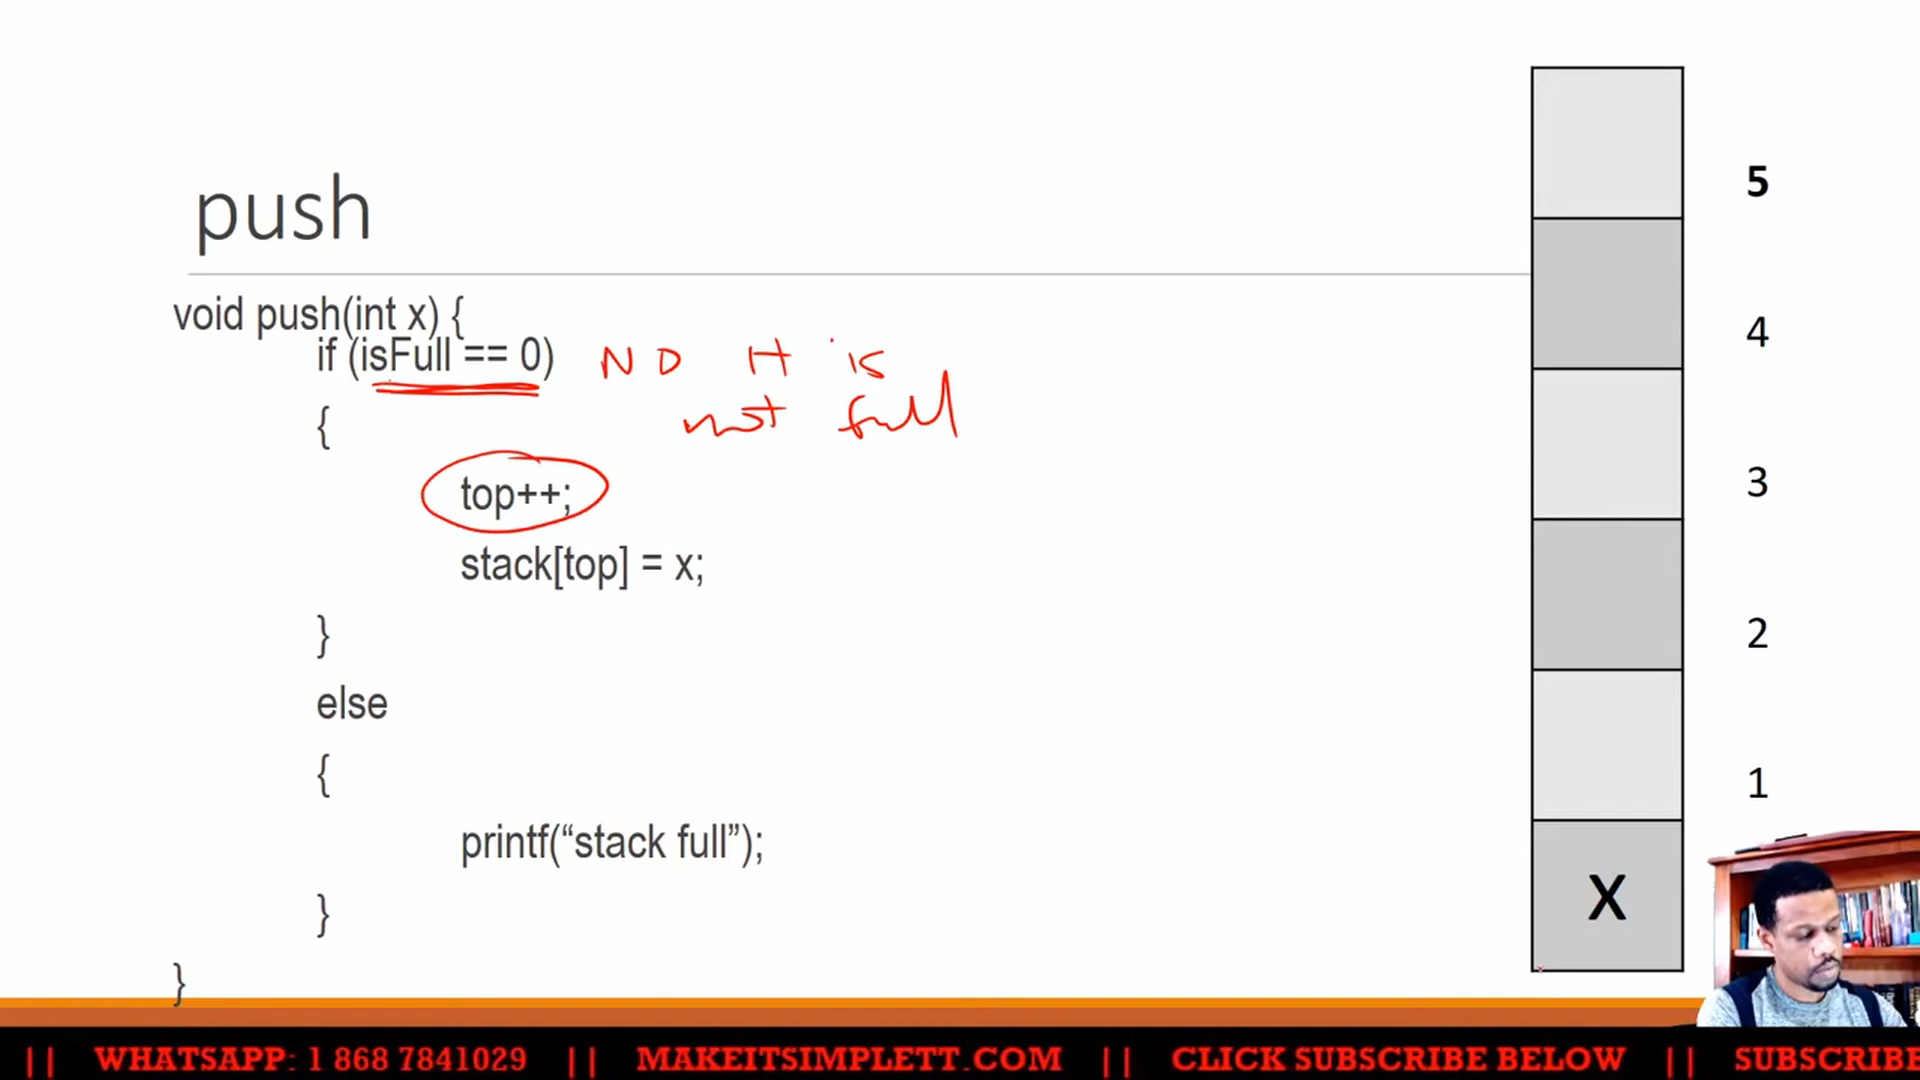 push
void push(int x) {
if (isFull == 0) NO It is
not full
{
top++;
stack[top] = x;
}
else
{
printf(“stack full”);
}
}
5
4
3
2
1
X
|| WHATSAPP: 1 868 7841029 || MAKEITSIMPLETT.COM || CLICK SUBSCRIBE BELOW || SUBSCRIBE